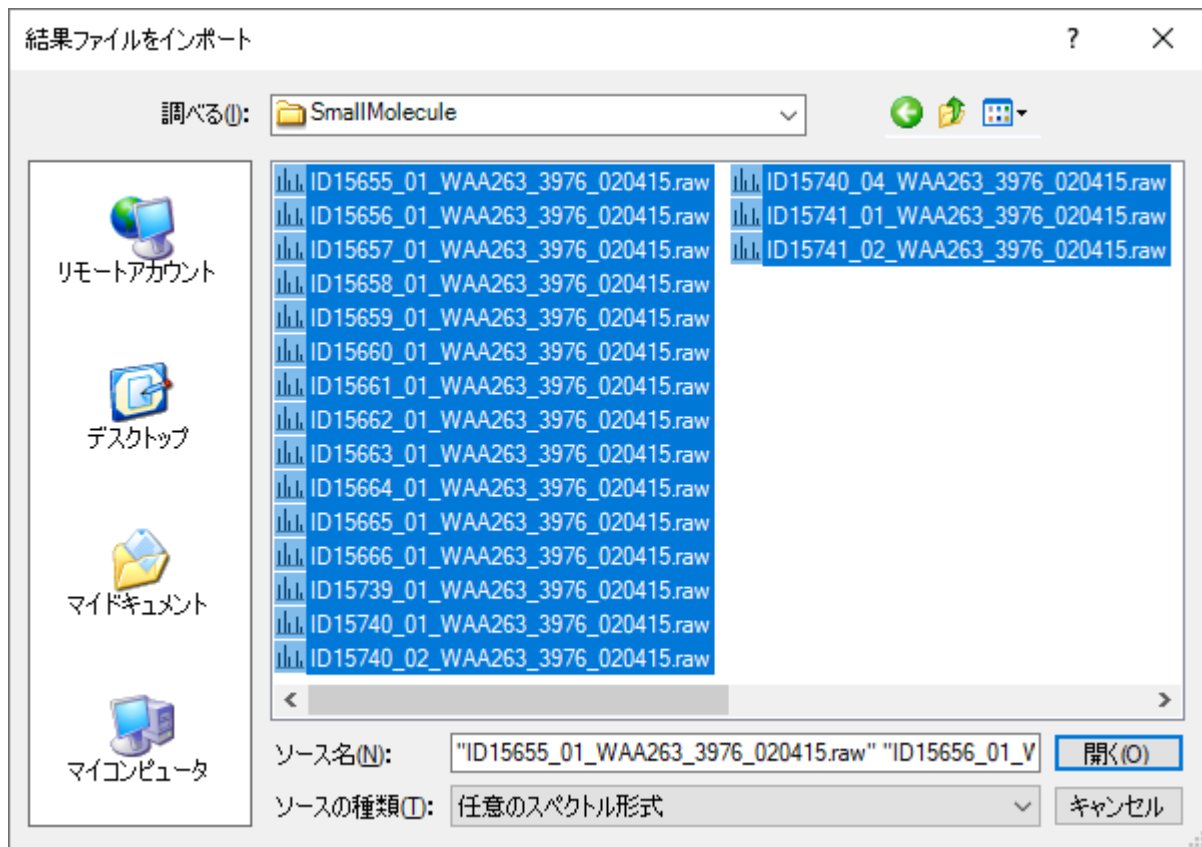 結果ファイルをインポート
調べる(I):
SmallMolecule
リモートアカウント
デスクトップ
マイドキュメント
マイコンピュータ
ID15655_01_WAA263_3976_020415.raw
ID15656_01_WAA263_3976_020415.raw
ID15657_01_WAA263_3976_020415.raw
ID15658_01_WAA263_3976_020415.raw
ID15659_01_WAA263_3976_020415.raw
ID15660_01_WAA263_3976_020415.raw
ID15661_01_WAA263_3976_020415.raw
ID15662_01_WAA263_3976_020415.raw
ID15663_01_WAA263_3976_020415.raw
ID15664_01_WAA263_3976_020415.raw
ID15665_01_WAA263_3976_020415.raw
ID15666_01_WAA263_3976_020415.raw
ID15739_01_WAA263_3976_020415.raw
ID15740_01_WAA263_3976_020415.raw
ID15740_02_WAA263_3976_020415.raw
ID15740_04_WAA263_3976_020415.raw
ID15741_01_WAA263_3976_020415.raw
ID15741_02_WAA263_3976_020415.raw
ソース名(N):
"ID15655_01_WAA263_3976_020415.raw" "ID15656_01_W
開く(O)
ソースの種類(T):
任意のスペクトル形式
キャンセル